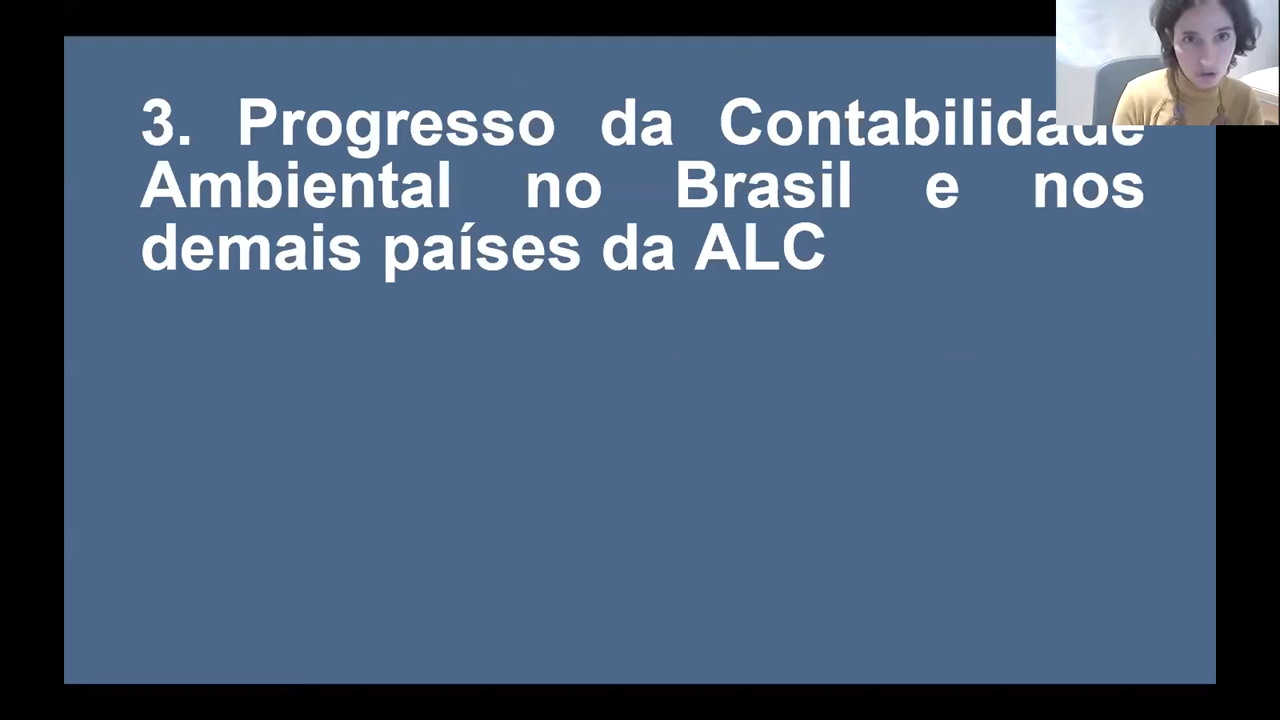 3. Progresso da Contabilidade
Ambiental no Brasil e nos
demais países da ALC